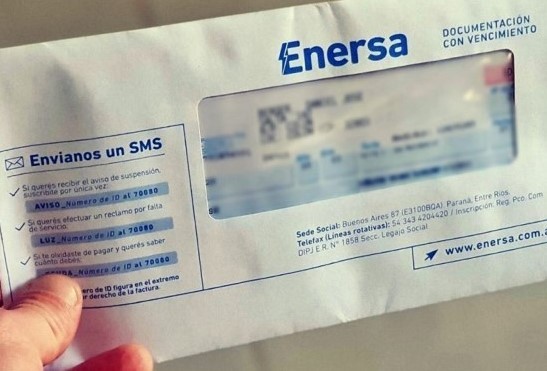 Enersa
DOCUMENTACIÓN
CON VENCIMIENTO
Envianos un SMS
Si querés recibir el aviso de suspensión,
suscribite por única vez:
AVISO_Número de ID al 70080
Si querés efectuar un reclamo por falta
de servicio:
LUZ_Número de ID al 70080
Si te olvidaste de pagar y querés saber
cuánto debés:
Número de ID al 70080
ero de ID figura en el extremo
r derecho de la factura.
Sede Social: Buenos Aires 87 (E3100BQA). Paraná, Entre Ríos.
Telefax (Líneas rotativas): 54 343 4204420 / Inscripción: Reg. Púb. Com.
DIPJ E R. Nº 1858 Secc. Legajo Social
www.enersa.com.a